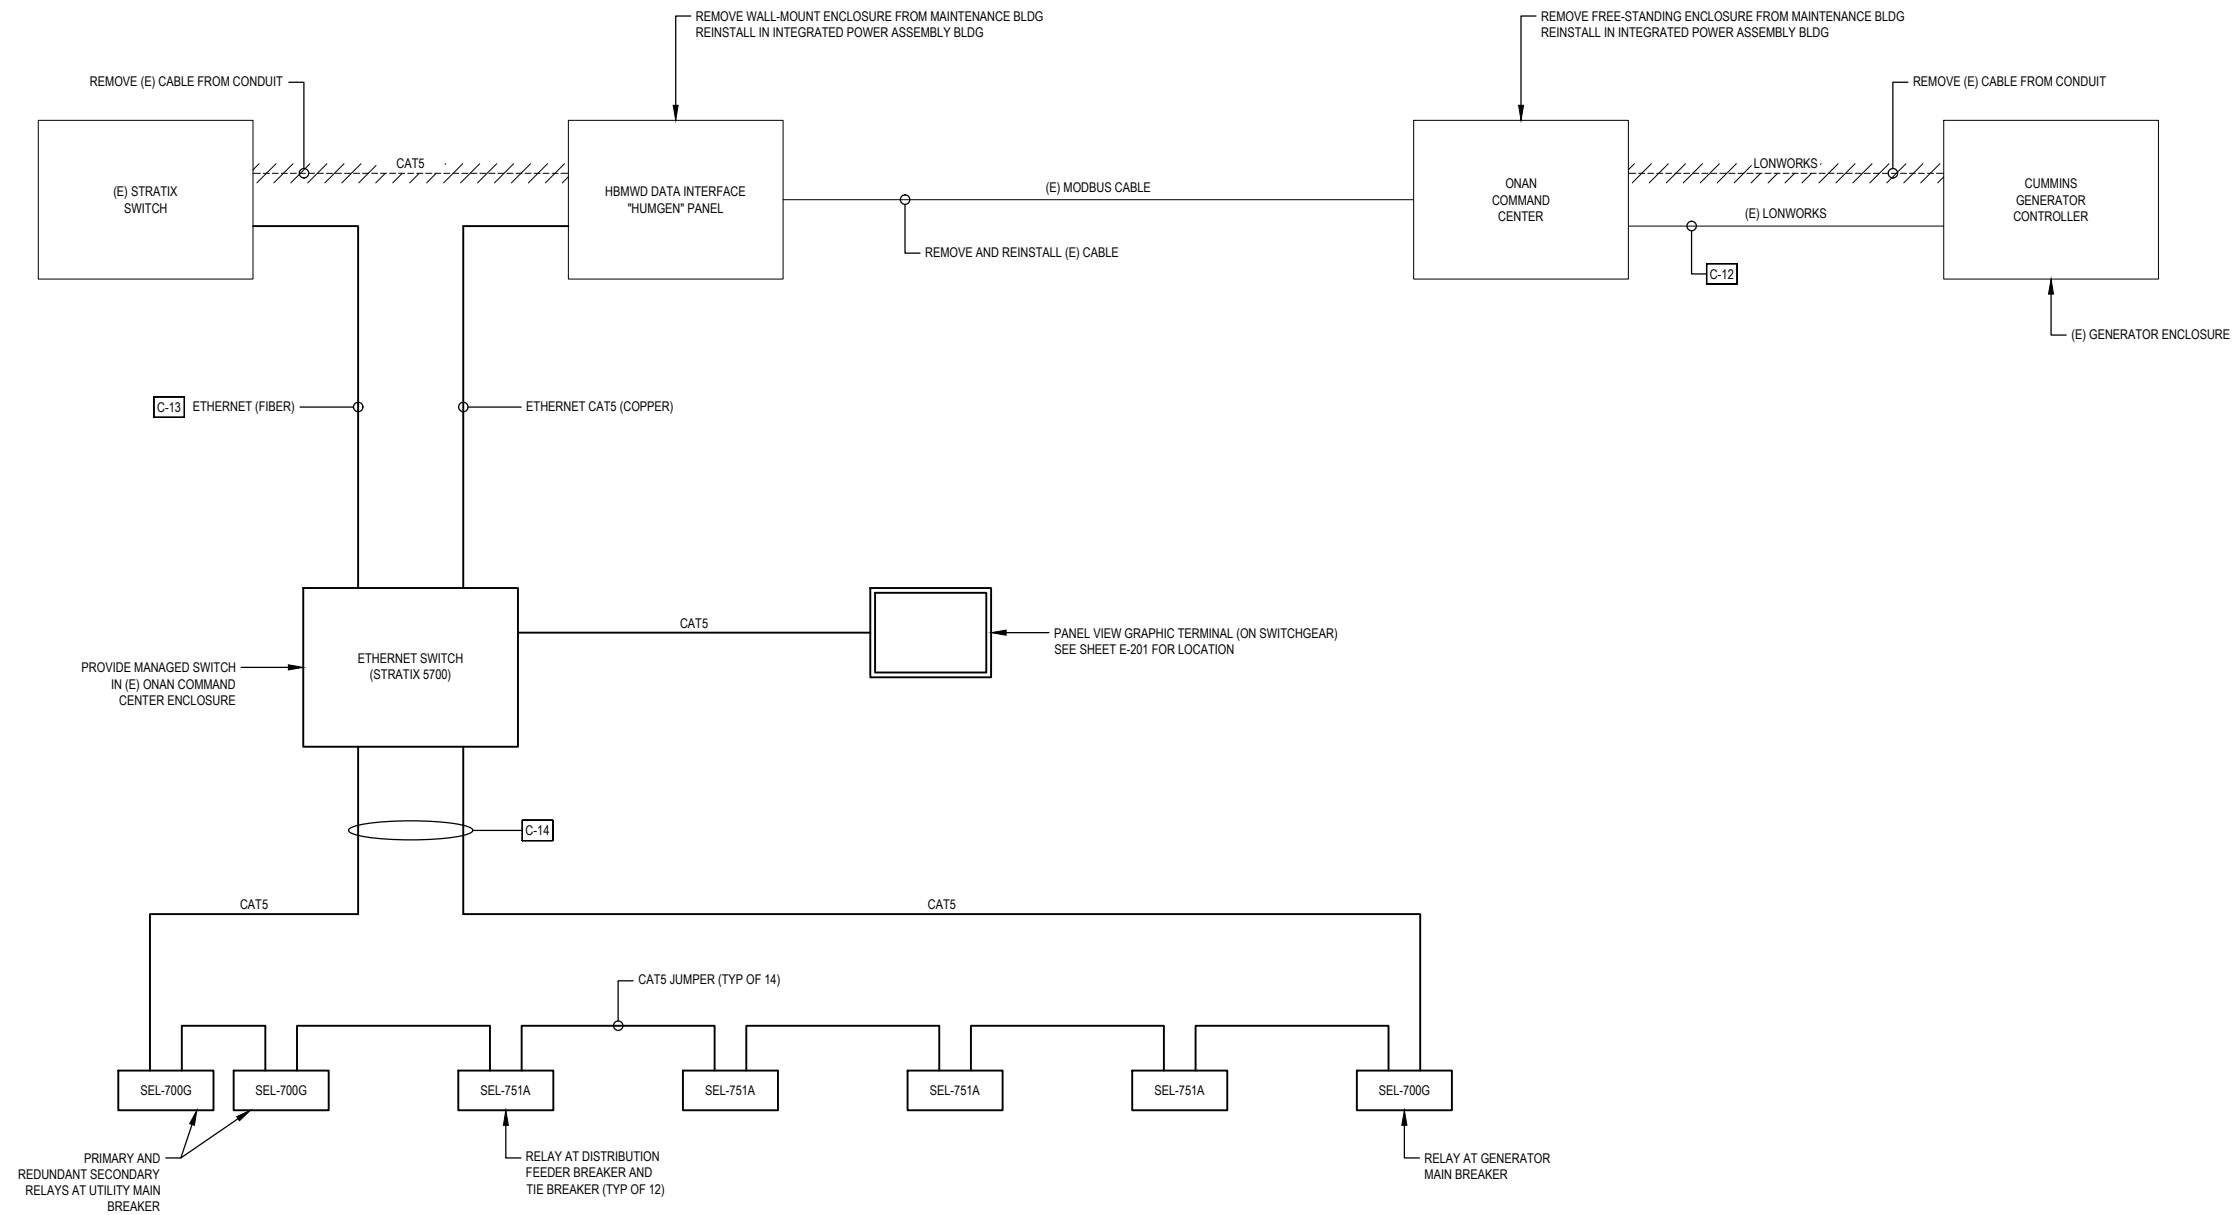 REMOVE WALL-MOUNT ENCLOSURE FROM MAINTENANCE BLDG
REINSTALL IN INTEGRATED POWER ASSEMBLY BLDG
REMOVE FREE-STANDING ENCLOSURE FROM MAINTENANCE BLDG
REINSTALL IN INTEGRATED POWER ASSEMBLY BLDG
REMOVE (E) CABLE FROM CONDUIT
REMOVE (E) CABLE FROM CONDUIT
(E) STRATIX
SWITCH
CAT5
HBMWD DATA INTERFACE
"HUMGEN" PANEL
(E) MODBUS CABLE
REMOVE AND REINSTALL (E) CABLE
ONAN
COMMAND
CENTER
LONWORKS
(E) LONWORKS
C-12
CUMMINS
GENERATOR
CONTROLLER
(E) GENERATOR ENCLOSURE
C-13
ETHERNET (FIBER)
ETHERNET CAT5 (COPPER)
PROVIDE MANAGED SWITCH
IN (E) ONAN COMMAND
CENTER ENCLOSURE
ETHERNET SWITCH
(STRATIX 5700)
CAT5
PANEL VIEW GRAPHIC TERMINAL (ON SWITCHGEAR)
SEE SHEET E-201 FOR LOCATION
C-14
CAT5
CAT5
CAT5 JUMPER (TYP OF 14)
SEL-700G
SEL-700G
SEL-751A
SEL-751A
SEL-751A
SEL-751A
SEL-700G
PRIMARY AND
REDUNDANT SECONDARY
RELAYS AT UTILITY MAIN
BREAKER
RELAY AT DISTRIBUTION
FEEDER BREAKER AND
TIE BREAKER (TYP OF 12)
RELAY AT GENERATOR
MAIN BREAKER